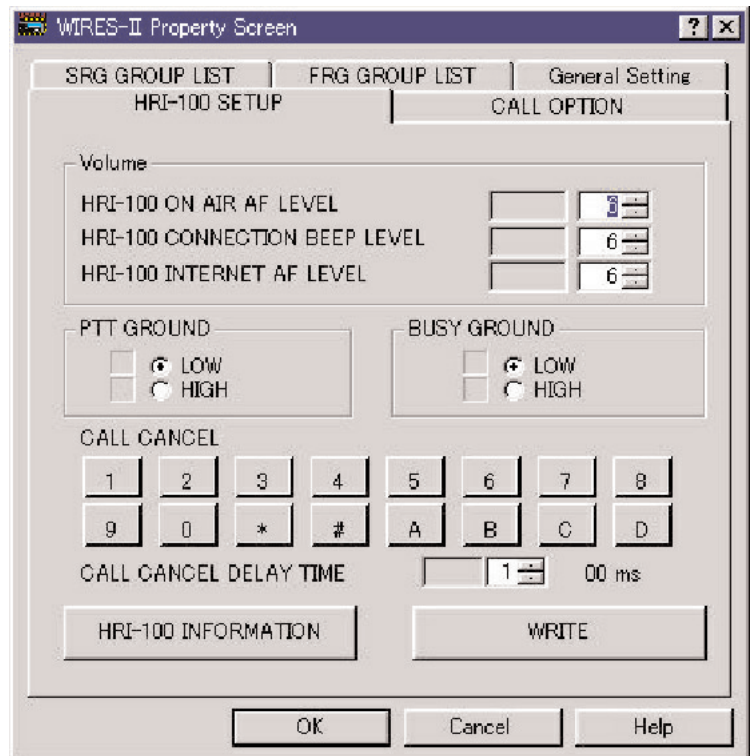 WIRES-II Property Screen ? ×
SRG GROUP LIST FRG GROUP LIST General Setting
HRI-100 SETUP CALL OPTION
Volume
HRI-100 ON AIR AF LEVEL
HRI-100 CONNECTION BEEP LEVEL 6
HRI-100 INTERNET AF LEVEL 6
PTT GROUND BUSY GROUND
LOW LOW
HIGH HIGH
CALL CANCEL
1 2 3 4 5 6 7 8
9 0 * # A B C D
CALL CANCEL DELAY TIME 1 00 ms
HRI-100 INFORMATION WRITE
OK Cancel Help